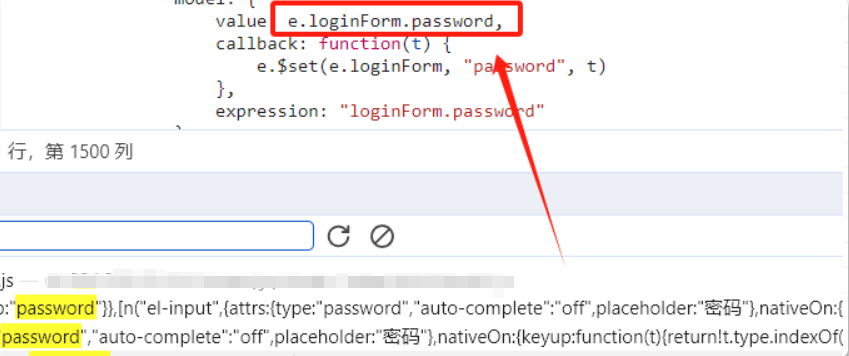 model: {
value e.loginForm.password,
callback: function(t) {
e.$set(e.loginForm, "password", t)
},
expression: "loginForm.password"
行，第 1500 列
.js —
o:"password"}},[n("el-input",{attrs:{type:"password","auto-complete":"off",placeholder:"密码"},nativeOn:{
"password","auto-complete":"off",placeholder:"密码"},nativeOn:{keyup:function(t){return!t.type.indexOf(